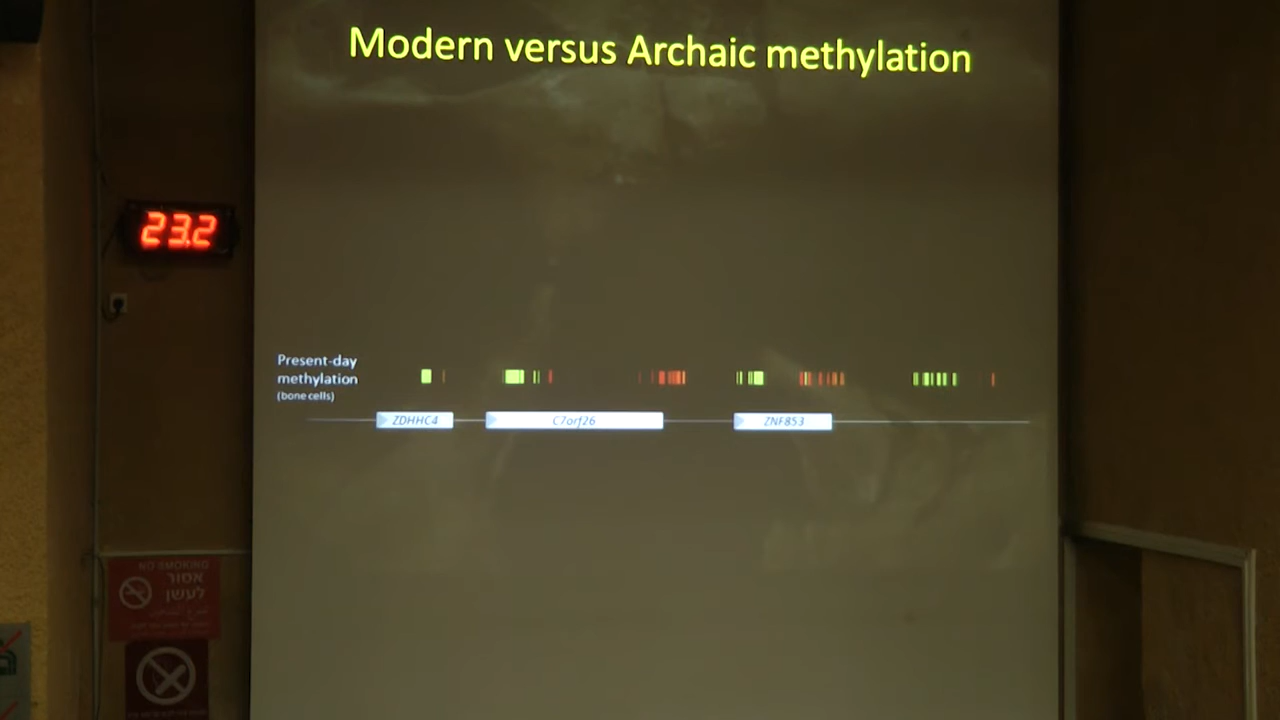 Modern versus Archaic methylation
23.2
Present-day
methylation
(bone cells)
ZDHHC4
C7orf26
ZNF853
NO SMOKING
אסור
לעשן